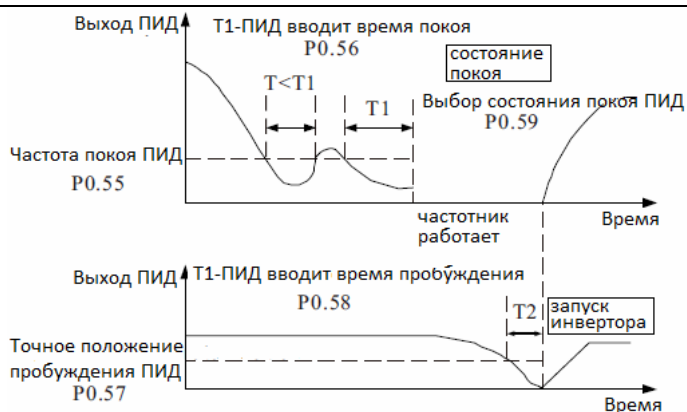 Выход ПИД
Т1-ПИД вводит время покоя
P0.56
состояние
покоя
T<T1
T1
Выбор состояния покоя ПИД
P0.59
Частота покоя ПИД
P0.55
частотник
работает
Время
Выход ПИД
Т1-ПИД вводит время пробуждения
P0.58
T2
запуск
инвертора
Точное положение
пробуждения ПИД
P0.57
Время